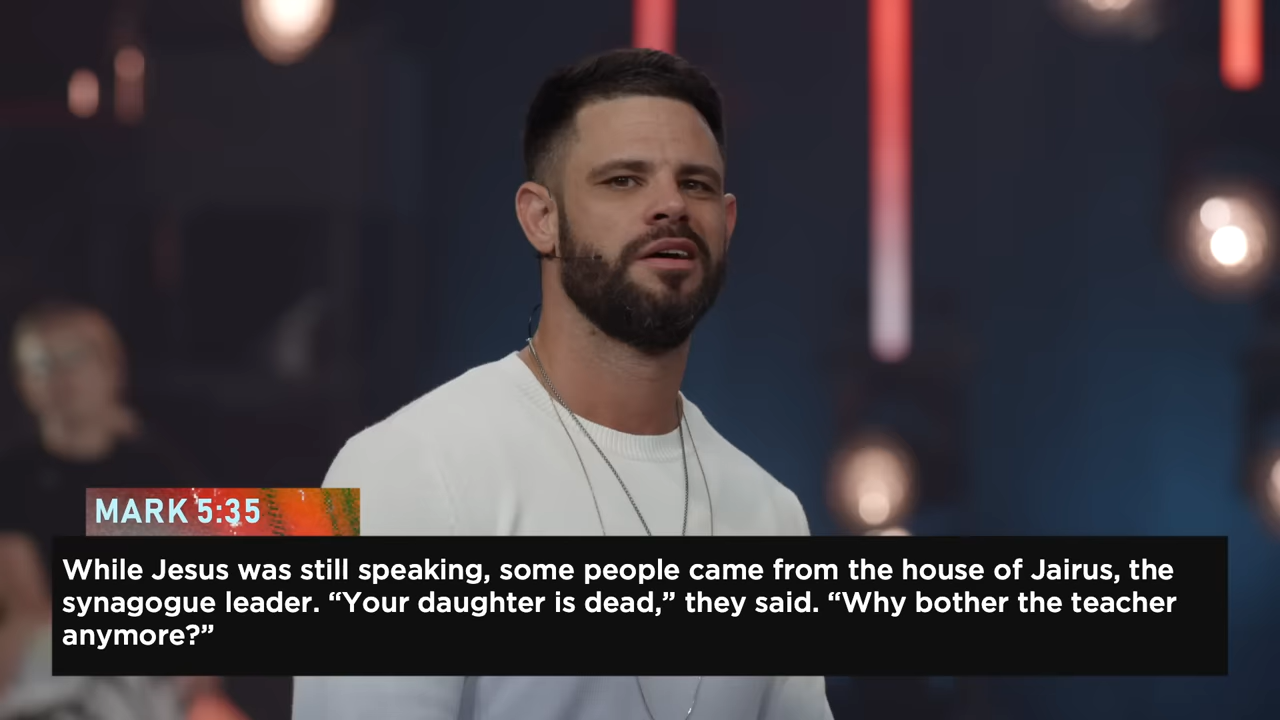 MARK 5:35
While Jesus was still speaking, some people came from the house of Jairus, the
synagogue leader. “Your daughter is dead,” they said. “Why bother the teacher
anymore?”